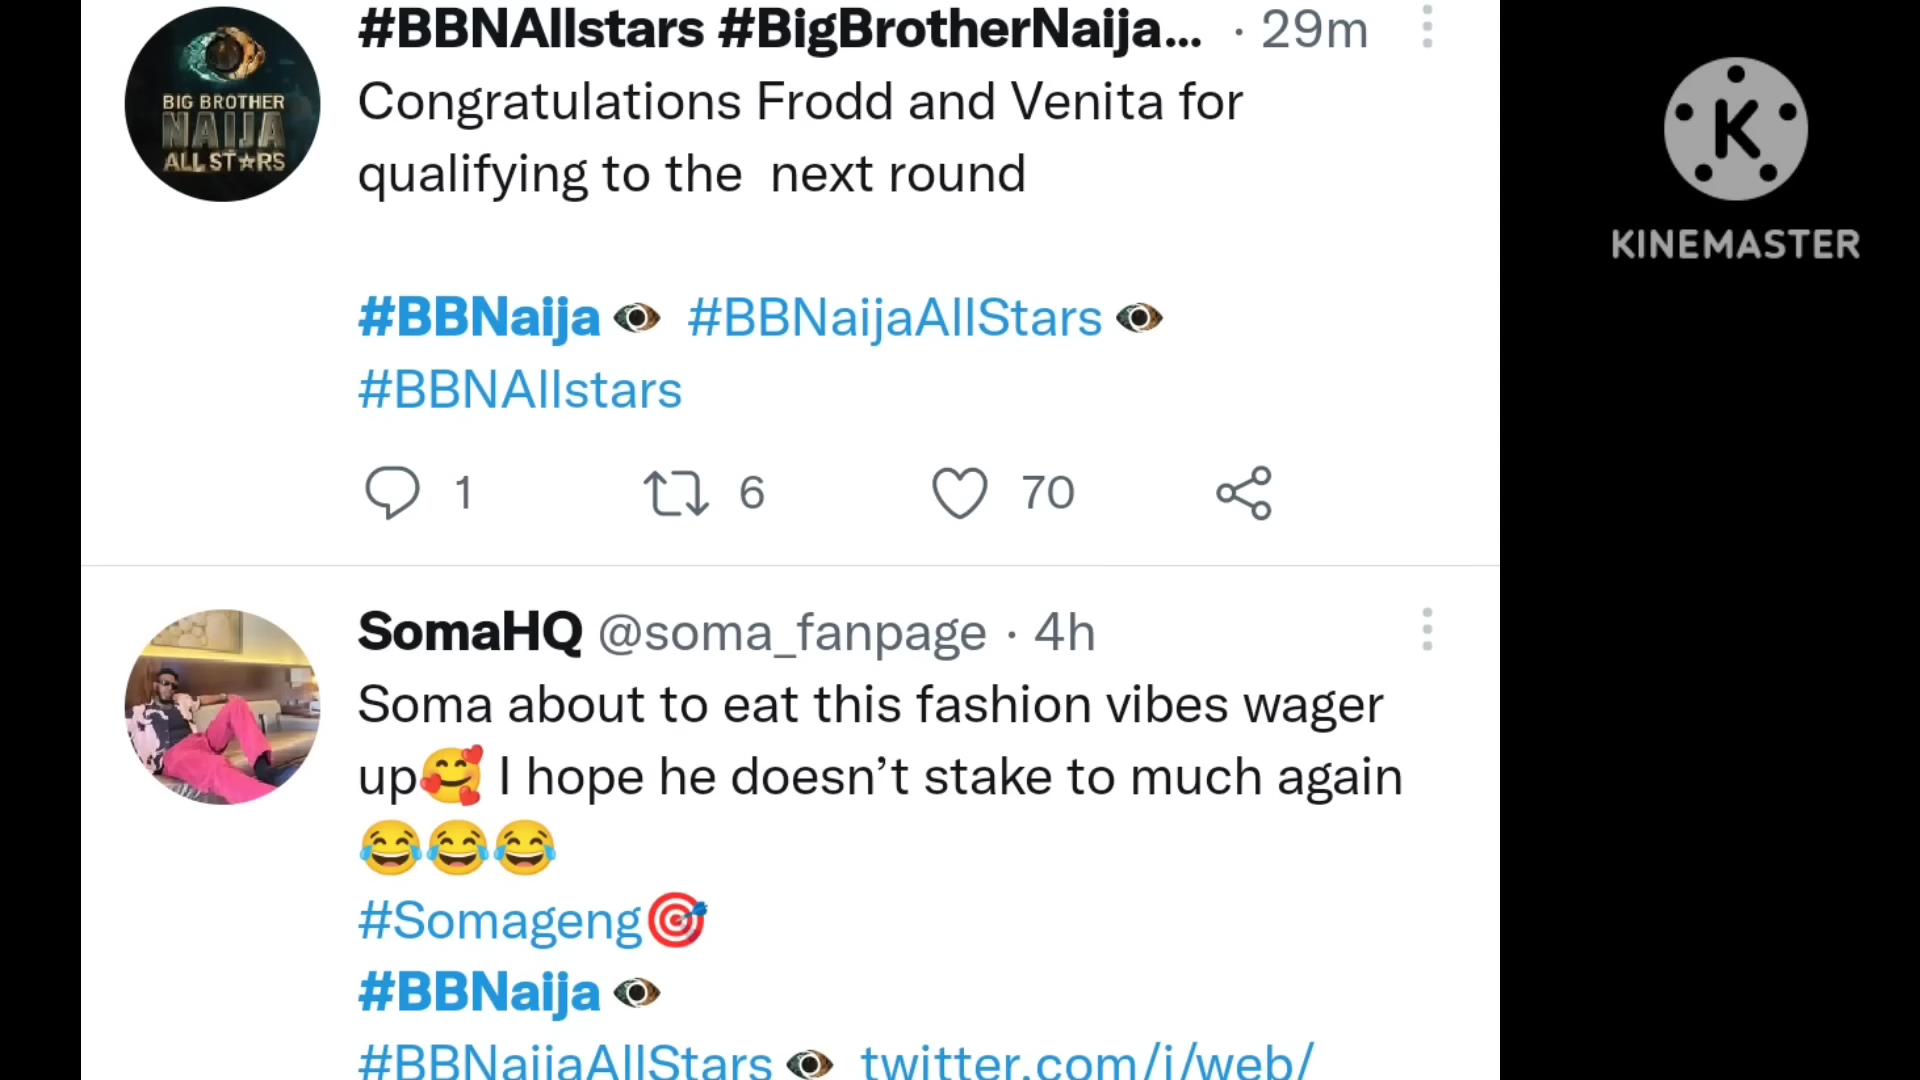 #BBNAllstars #BigBrotherNaija... · 29m
BIG BROTHER
NAIJA
ALL ST★RS
Congratulations Frodd and Venita for
qualifying to the  next round
#BBNaija #BBNaijaAllStars
#BBNAllstars
1 6 70
SomaHQ @soma_fanpage · 4h
Soma about to eat this fashion vibes wager
up🥰 I hope he doesn’t stake to much again
😂😂😂
#Somageng🎯
#BBNaija
#BBNaijaAllStars twitter.com/i/web/
K
KINEMASTER